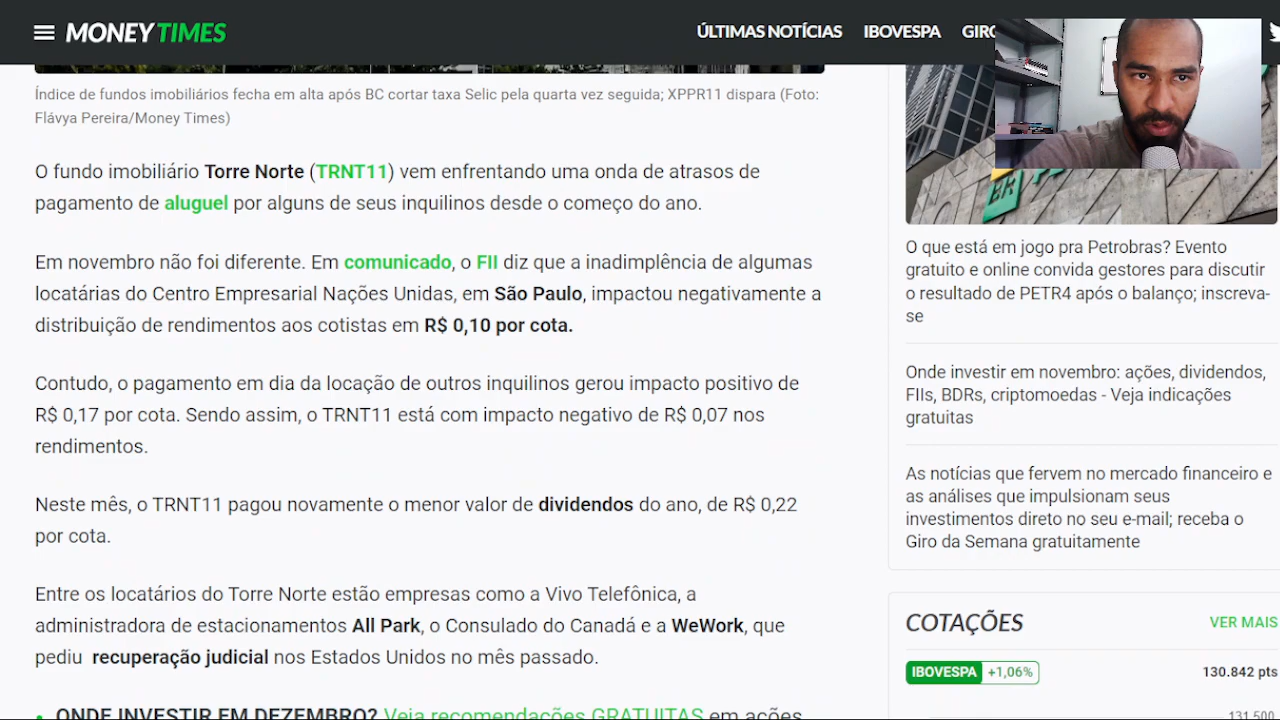 MONEY TIMES
ÚLTIMAS NOTÍCIAS
IBOVESPA
GIRO
Índice de fundos imobiliários fecha em alta após BC cortar taxa Selic pela quarta vez seguida; XPPR11 dispara (Foto:
Flávya Pereira/Money Times)
O fundo imobiliário Torre Norte (TRNT11) vem enfrentando uma onda de atrasos de
pagamento de aluguel por alguns de seus inquilinos desde o começo do ano.
Em novembro não foi diferente. Em comunicado, o FII diz que a inadimplência de algumas
locatárias do Centro Empresarial Nações Unidas, em São Paulo, impactou negativamente a
distribuição de rendimentos aos cotistas em R$ 0,10 por cota.
Contudo, o pagamento em dia da locação de outros inquilinos gerou impacto positivo de
R$ 0,17 por cota. Sendo assim, o TRNT11 está com impacto negativo de R$ 0,07 nos
rendimentos.
Neste mês, o TRNT11 pagou novamente o menor valor de dividendos do ano, de R$ 0,22
por cota.
Entre os locatários do Torre Norte estão empresas como a Vivo Telefônica, a
administradora de estacionamentos All Park, o Consulado do Canadá e a WeWork, que
pediu recuperação judicial nos Estados Unidos no mês passado.
ONDE INVESTIR EM DEZEMBRO? Veja recomendações GRATUITAS em ações
O que está em jogo pra Petrobras? Evento
gratuito e online convida gestores para discutir
o resultado de PETR4 após o balanço; inscreva-
se
Onde investir em novembro: ações, dividendos,
FIIs, BDRs, criptomoedas - Veja indicações
gratuitas
As notícias que fervem no mercado financeiro e
as análises que impulsionam seus
investimentos direto no seu e-mail; receba o
Giro da Semana gratuitamente
COTAÇÕES
VER MAIS
IBOVESPA +1,06%
130.842 pts
131.500